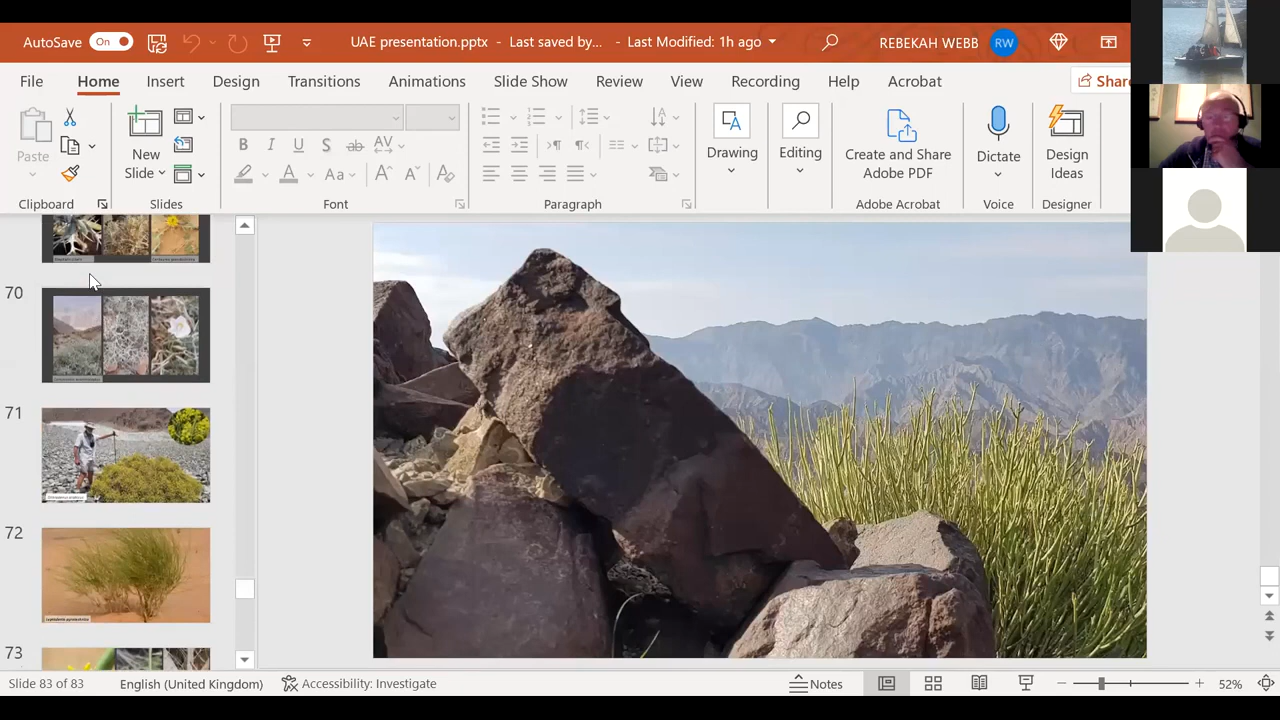 AutoSave On UAE presentation.pptx - Last saved by... - Last Modified: 1h ago REBEKAH WEBB RW
File Home Insert Design Transitions Animations Slide Show Review View Recording Help Acrobat Share
Paste
New Slide
Drawing
Editing
Create and Share Adobe PDF
Dictate
Design Ideas
Clipboard Slides Font Paragraph Adobe Acrobat Voice Designer
70
71
72
73
Slide 83 of 83 English (United Kingdom) Accessibility: Investigate Notes 52%